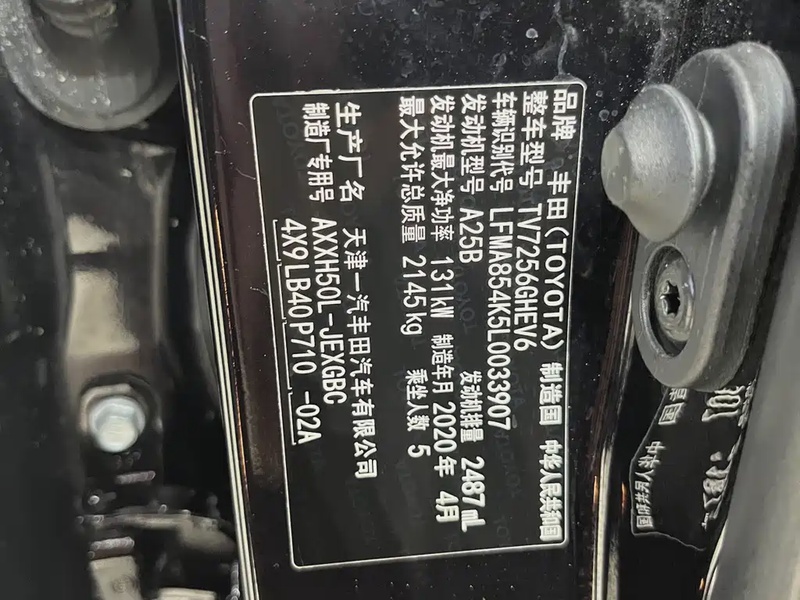 品牌 丰田(TOYOTA) 制造国 中华人民共和国
整车型号 TV7256GHEV6
车辆识别代号 LFMA854K5L0033907
发动机型号 A25B 发动机排量 2487mL
发动机最大净功率 131kW 制造年月 2020年 4月
最大允许总质量 2145kg 乘坐人数 5
生产厂名 天津一汽丰田汽车有限公司
制造厂专用号 AXXH50L-JEXGBC
4X9 LB40 P710 -02A